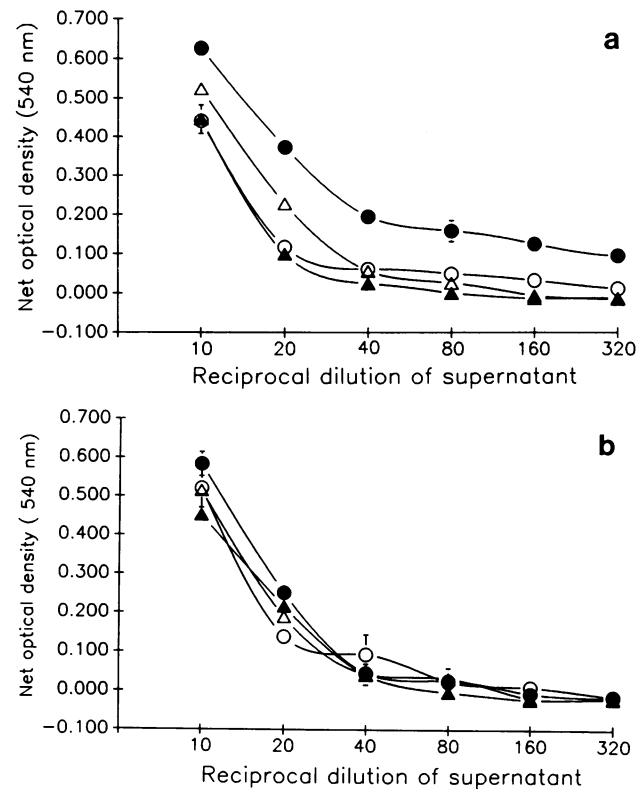 a
Net optical density (540 nm)
0.700
0.600
0.500
0.400
0.300
0.200
0.100
0.000
−0.100
10 20 40 80 160 320
Reciprocal dilution of supernatant
b
Net optical density ( 540 nm)
0.700
0.600
0.500
0.400
0.300
0.200
0.100
0.000
−0.100
10 20 40 80 160 320
Reciprocal dilution of supernatant